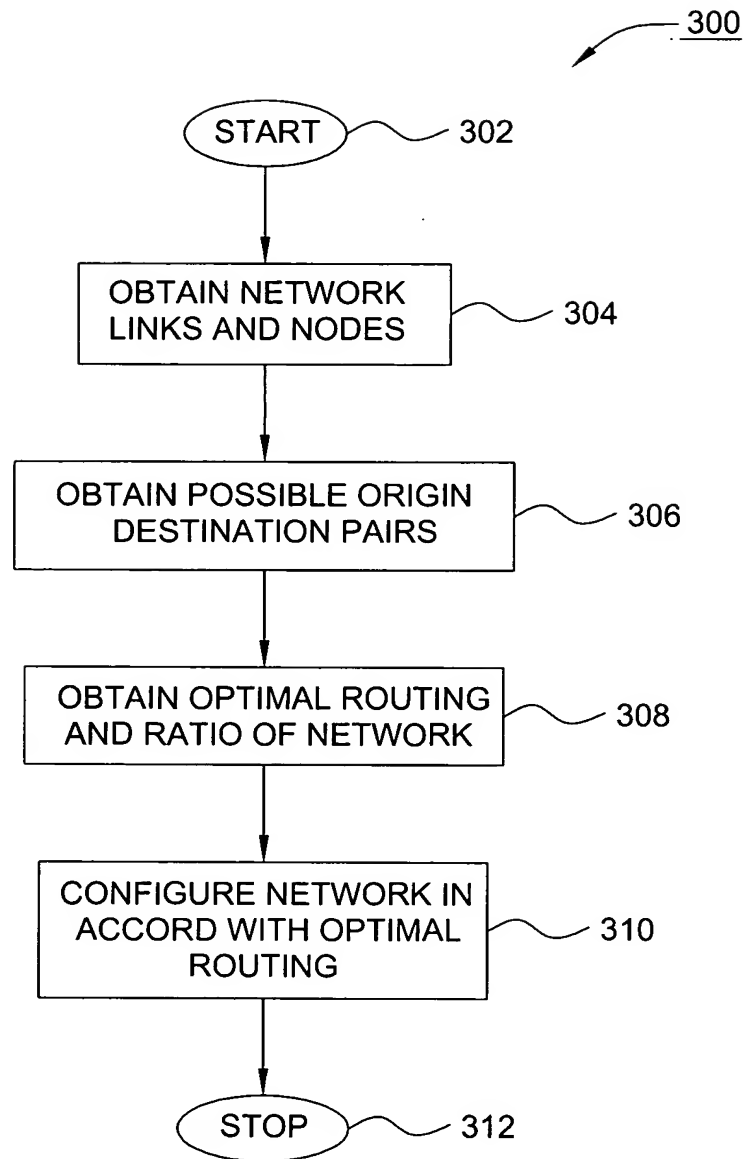 300
START
302
OBTAIN NETWORK
LINKS AND NODES
304
OBTAIN POSSIBLE ORIGIN
DESTINATION PAIRS
306
OBTAIN OPTIMAL ROUTING
AND RATIO OF NETWORK
308
CONFIGURE NETWORK IN
ACCORD WITH OPTIMAL
ROUTING
310
STOP
312